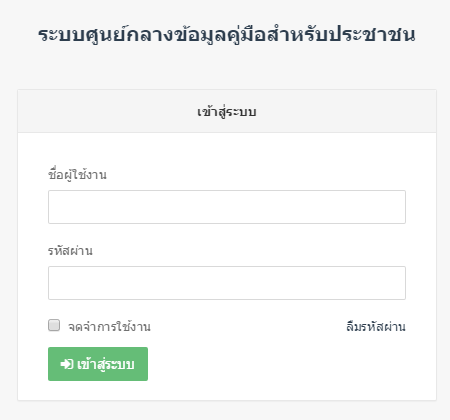 ระบบศูนย์กลางข้อมูลคู่มือสำหรับประชาชน
เข้าสู่ระบบ
ชื่อผู้ใช้งาน
รหัสผ่าน
จดจำการใช้งาน ลืมรหัสผ่าน
เข้าสู่ระบบ